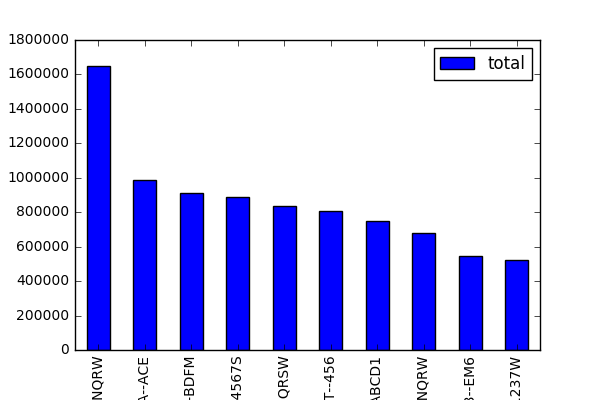 1800000
1600000
1400000
1200000
1000000
800000
600000
400000
200000
0
total
NQRW
A--ACE
-BDFM
4567S
QRSW
T--456
ABCD1
NQRW
--EM6
237W